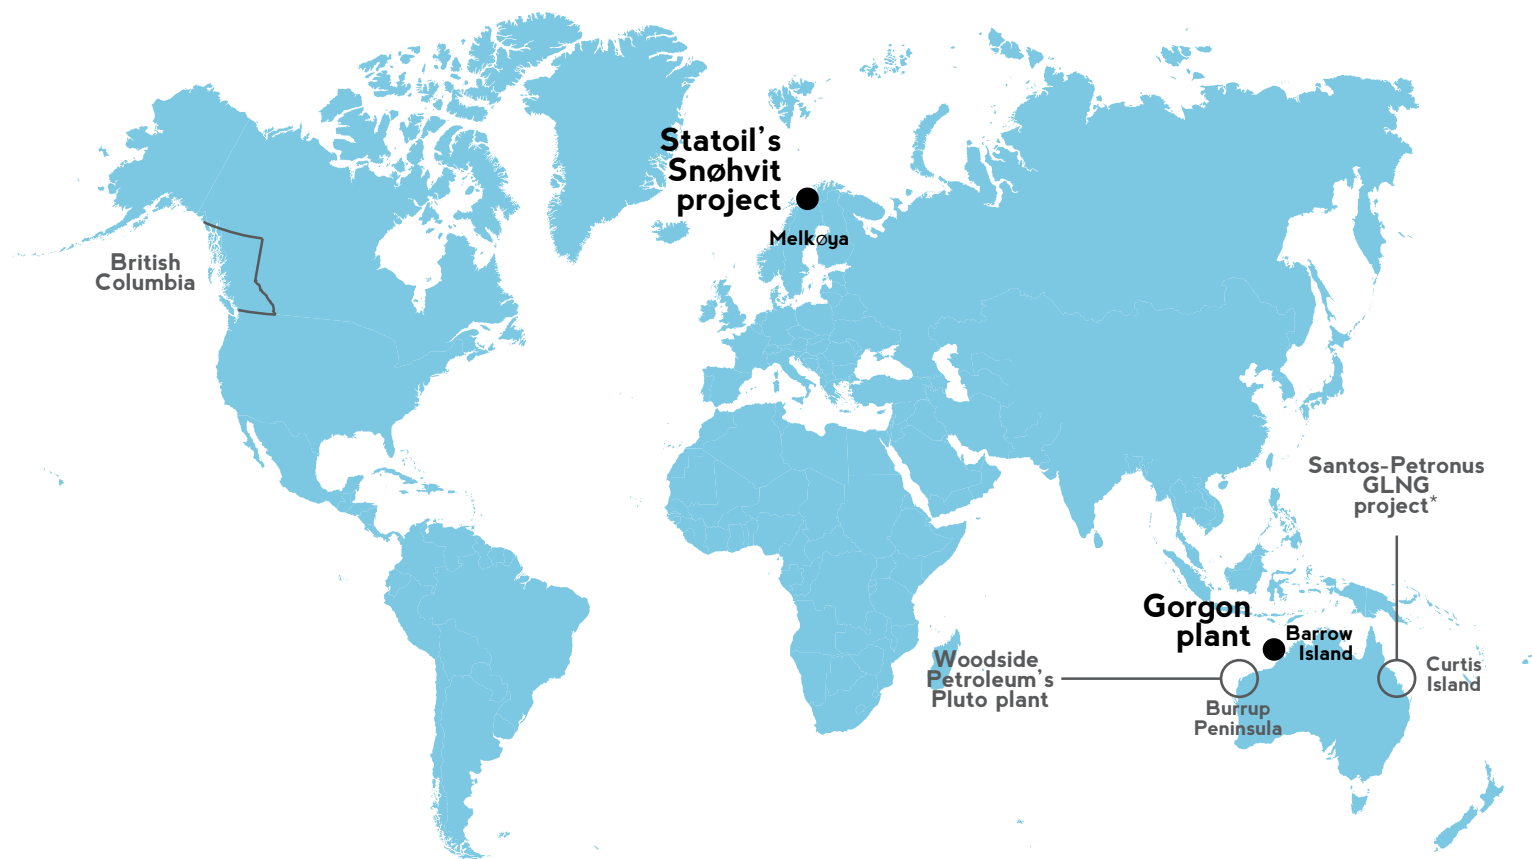 Statoil's
Snøhvit
project
Melkøya
British
Columbia
Santos-Petronus
GLNG
project*
Gorgon
plant
Barrow
Island
Woodside
Petroleum's
Pluto plant
Curtis
Island
Burrup
Peninsula